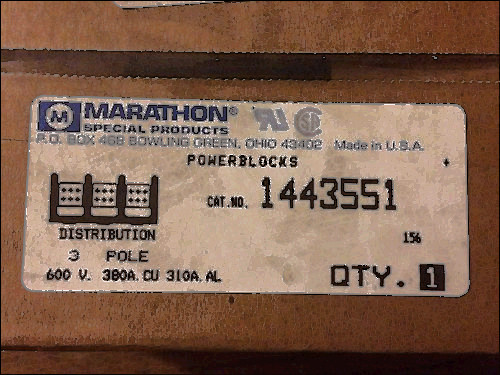 M MARATHON®
SPECIAL PRODUCTS
P.O. BOX 468 BOWLING GREEN, OHIO 43402 Made in U.S.A.
POWERBLOCKS
CAT.NO. 1443551
DISTRIBUTION
156
3 POLE
600 V. 380A.CU 310A.AL
QTY. 1